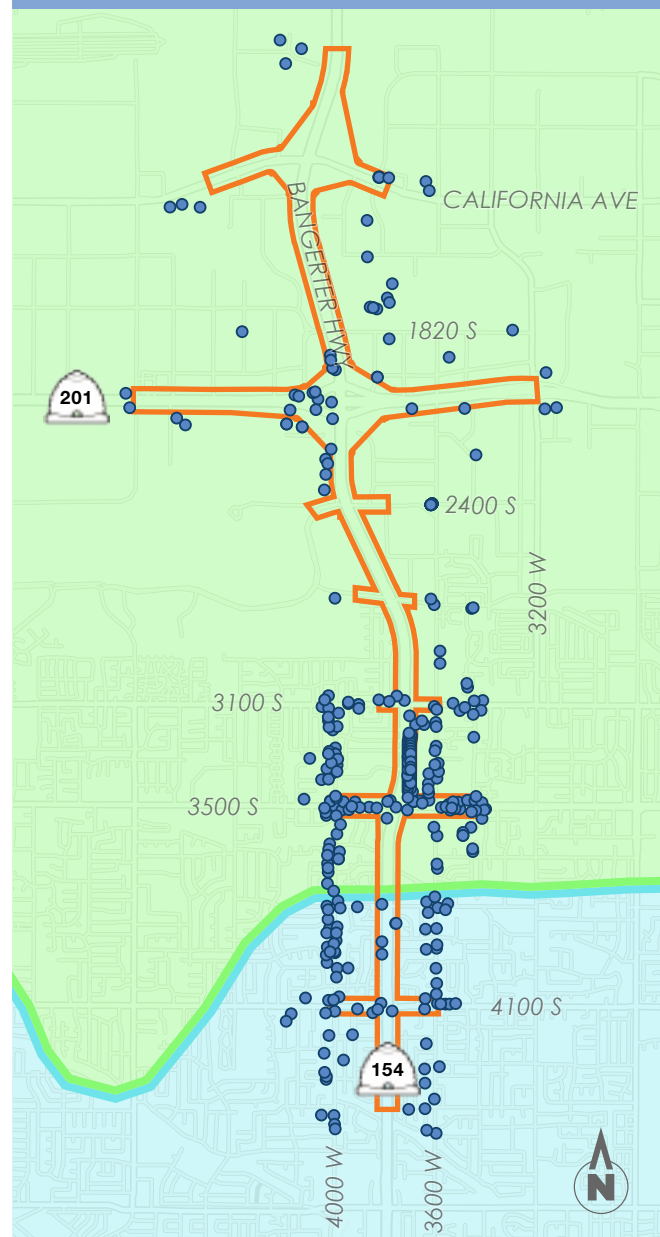 CALIFORNIA AVE
BANGERTER HWY
1820 S
201
2400 S
3200 W
3100 S
3500 S
4100 S
154
4000 W
3600 W
N